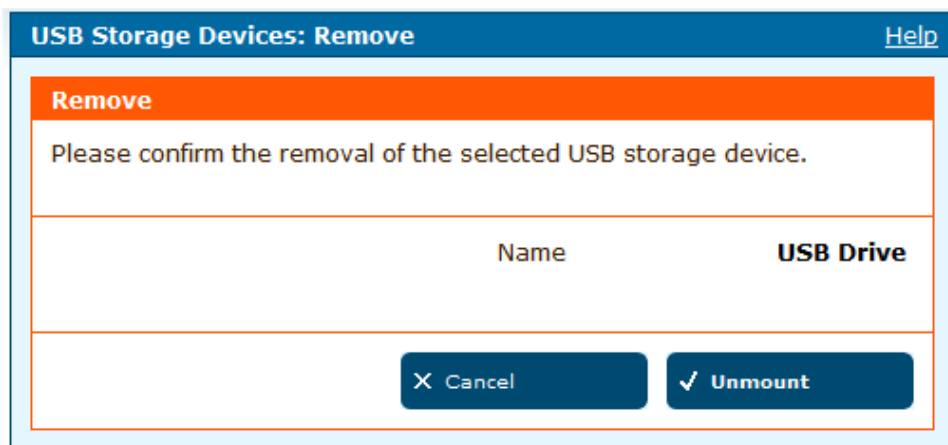 USB Storage Devices: Remove Help
Remove
Please confirm the removal of the selected USB storage device.
Name USB Drive
Cancel Unmount